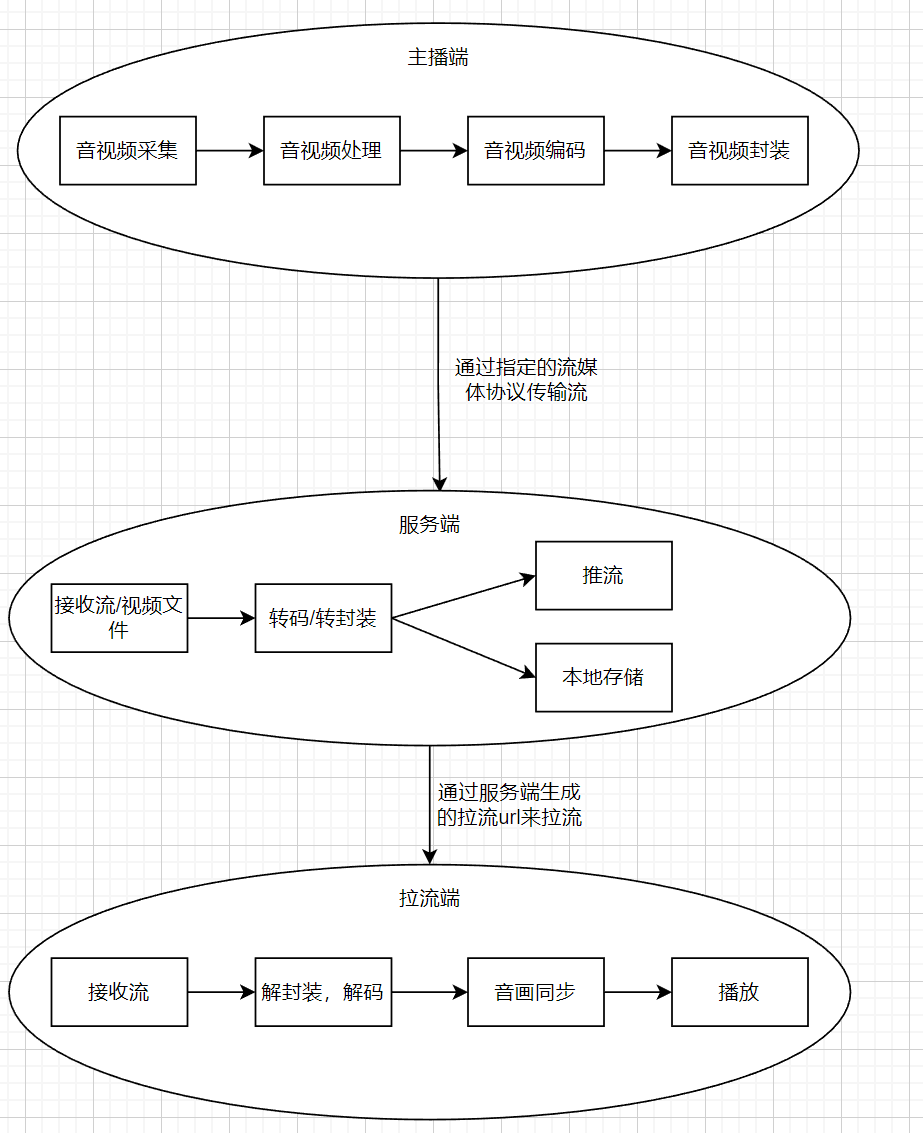 主播端
音视频采集
音视频处理
音视频编码
音视频封装
通过指定的流媒
体协议传输流
服务端
接收流/视频文
件
转码/转封装
推流
本地存储
通过服务端生成
的拉流url来拉流
拉流端
接收流
解封装，解码
音画同步
播放